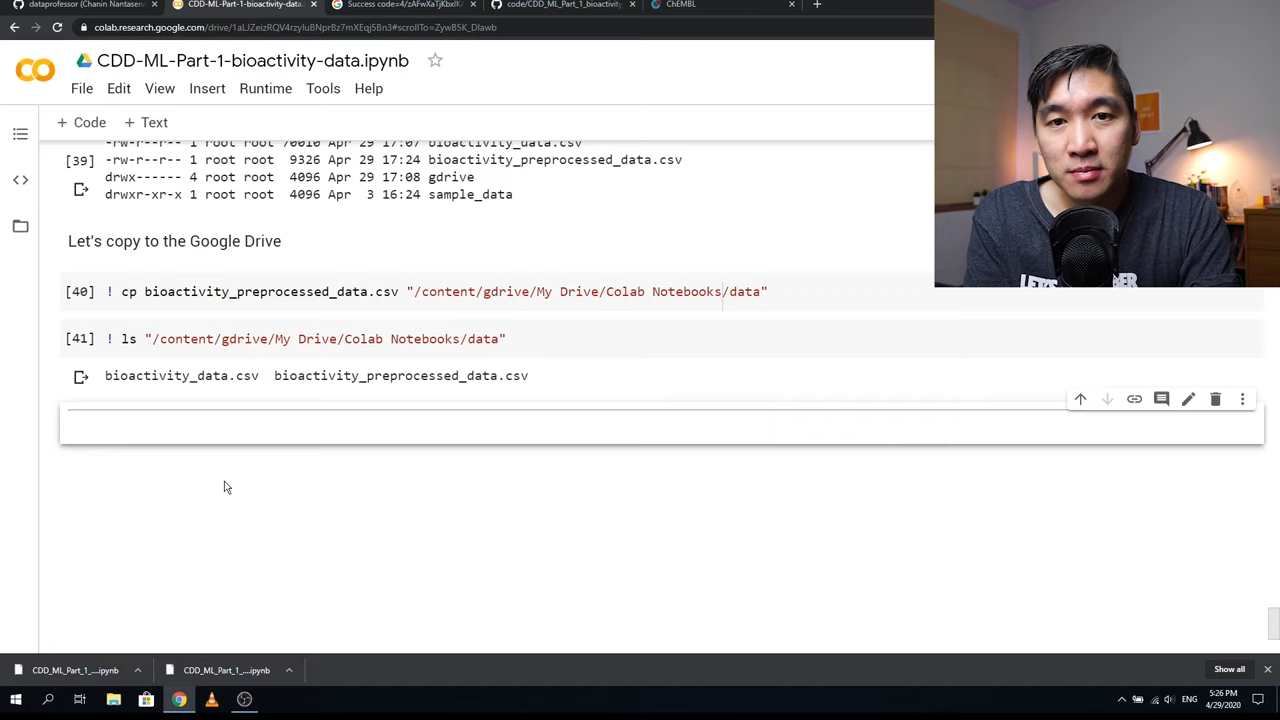 dataprofessor (Chanin Nantasena
CDD-ML-Part-1-bioactivity-data.
Success code=4/zAFwXaTjKbxlK
code/CDD_ML_Part_1_bioactivity
ChEMBL
colab.research.google.com/drive/1aLJZeizRQV4rzyluBNprBz7mXEqj5Bn3#scrollTo=ZywB5K_Dlawb
CO
CDD-ML-Part-1-bioactivity-data.ipynb
File Edit View Insert Runtime Tools Help
+ Code + Text
-rw-r--r-- 1 root root 70010 Apr 29 17:07 bioactivity_data.csv
[39] -rw-r--r-- 1 root root 9326 Apr 29 17:24 bioactivity_preprocessed_data.csv
drwx------ 4 root root 4096 Apr 29 17:08 gdrive
drwxr-xr-x 1 root root 4096 Apr 3 16:24 sample_data
Let's copy to the Google Drive
[40] ! cp bioactivity_preprocessed_data.csv "/content/gdrive/My Drive/Colab Notebooks/data"
[41] ! ls "/content/gdrive/My Drive/Colab Notebooks/data"
bioactivity_data.csv bioactivity_preprocessed_data.csv
CDD_ML_Part_1_....ipynb
CDD_ML_Part_1_....ipynb
Show all
ENG
5:26 PM
4/29/2020